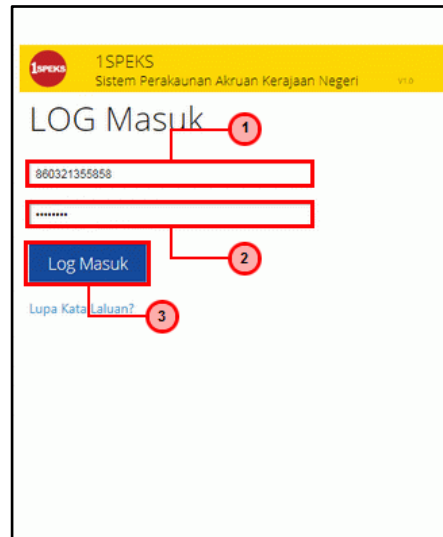 1SPEKS
1SPEKS
Sistem Perakaunan Akruan Kerajaan Negeri
V1.0
LOG Masuk
1
860321355858
••••••••
2
Log Masuk
Lupa Kata Laluan?
3